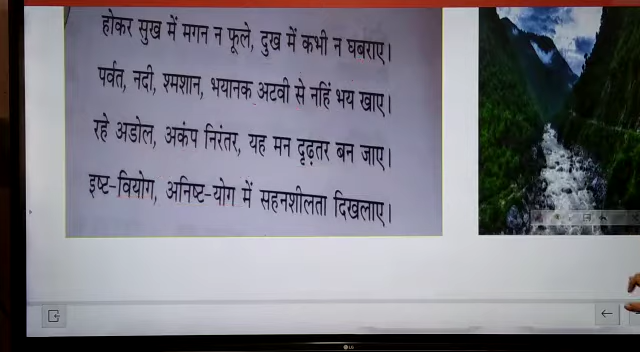 होकर सुख में मगन न फूले, दुख में कभी न घबराए।
पर्वत, नदी, श्मशान, भयानक अटवी से नहिं भय खाए।
रहे अडोल, अकंप निरंतर, यह मन दृढ़तर बन जाए।
इष्ट-वियोग, अनिष्ट-योग में सहनशीलता दिखलाए।
LG